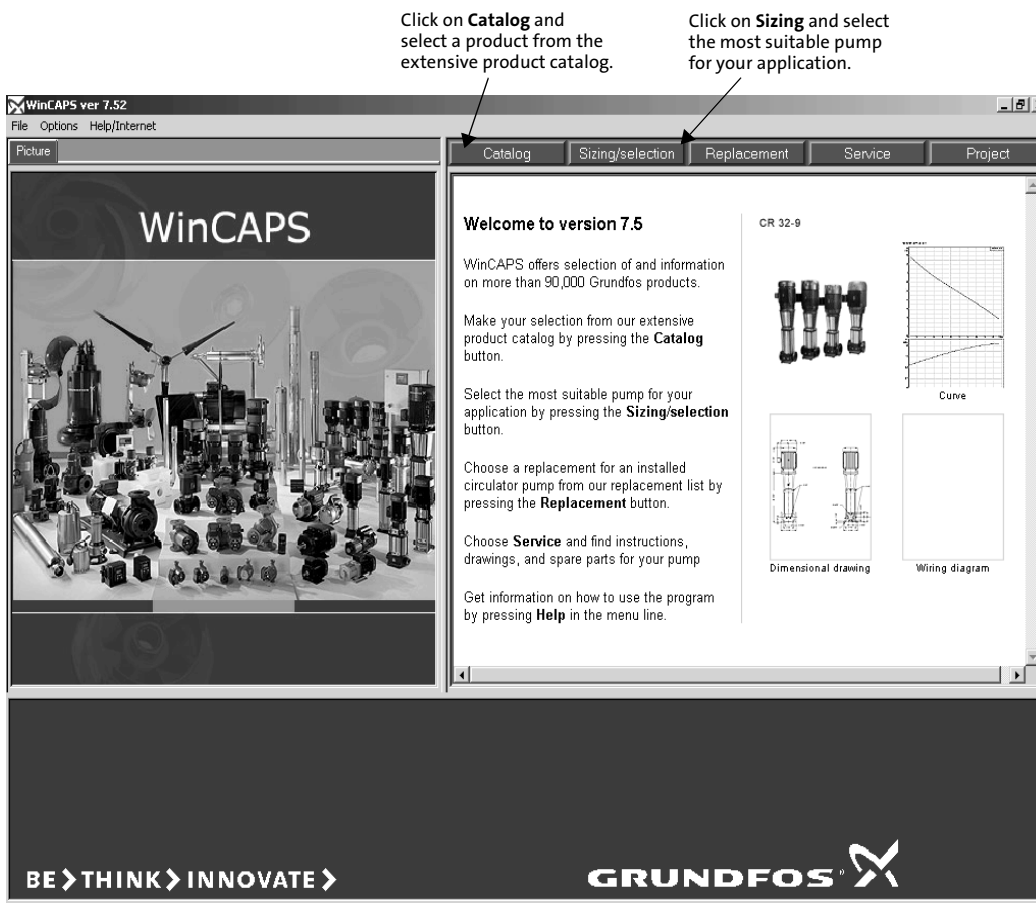 Click on Catalog and
select a product from the
extensive product catalog.
Click on Sizing and select
the most suitable pump
for your application.
WinCAPS ver 7.52
File Options Help/Internet
Picture
Catalog
Sizing/selection
Replacement
Service
Project
WinCAPS
Welcome to version 7.5
WinCAPS offers selection of and information
on more than 90,000 Grundfos products.
Make your selection from our extensive
product catalog by pressing the Catalog
button.
Select the most suitable pump for your
application by pressing the Sizing/selection
button.
Choose a replacement for an installed
circulator pump from our replacement list by
pressing the Replacement button.
Choose Service and find instructions,
drawings, and spare parts for your pump
Get information on how to use the program
by pressing Help in the menu line.
CR 32-9
Curve
Dimensional drawing
Wiring diagram
BE > THINK > INNOVATE >
GRUNDFOS